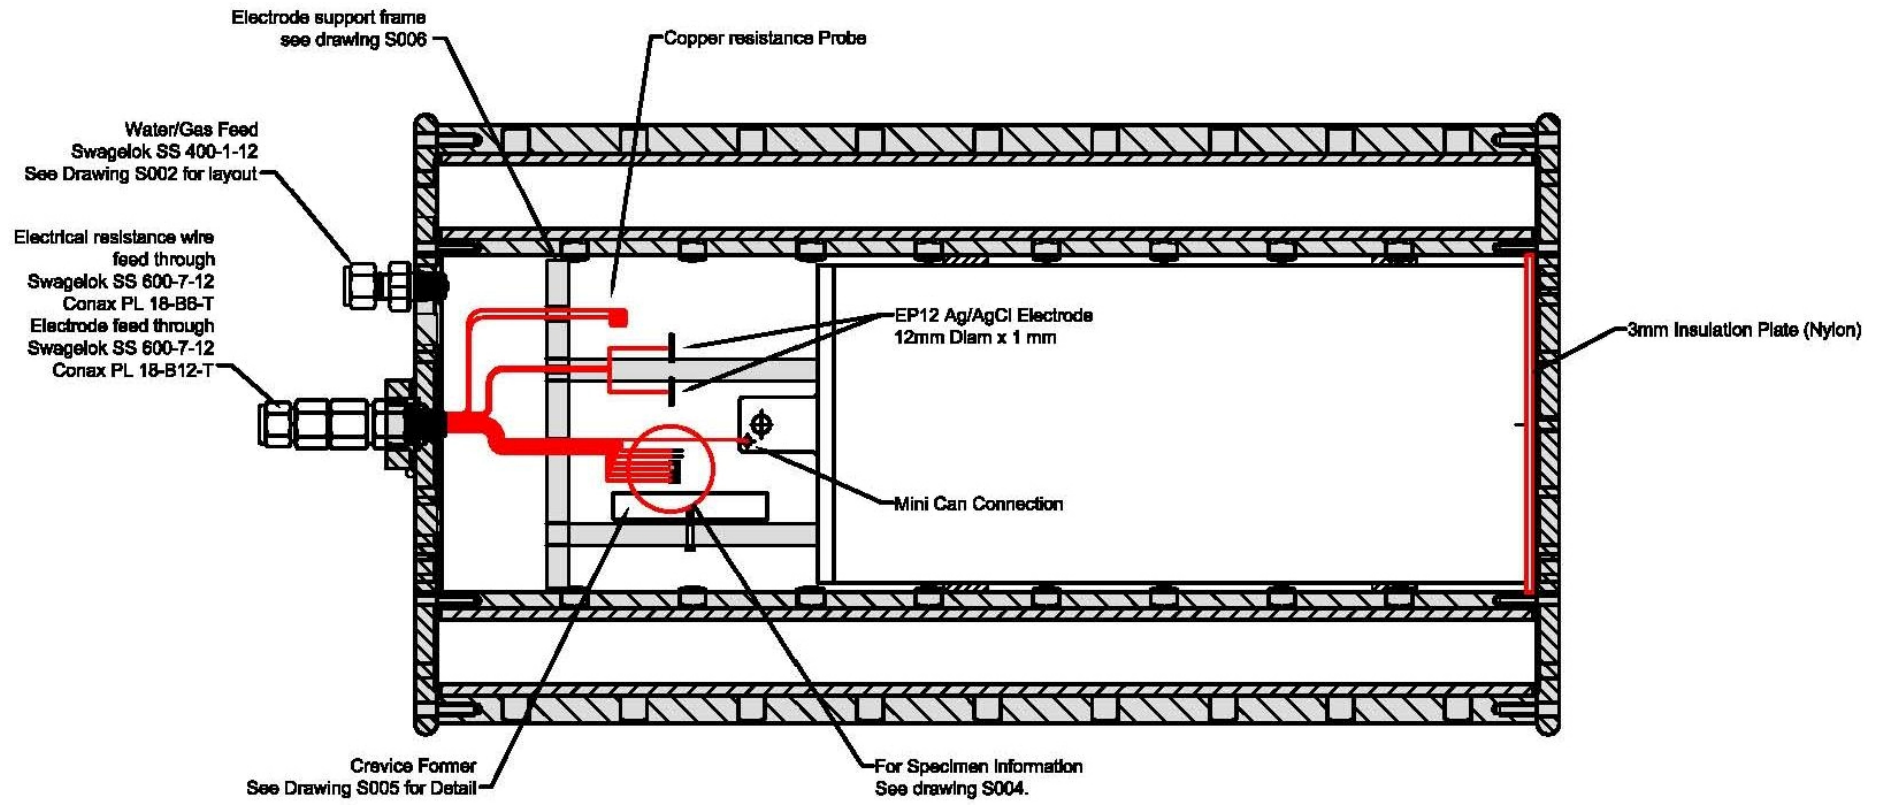 Electrode support frame
see drawing S006
Copper resistance Probe
Water/Gas Feed
Swagelok SS 400-1-12
See Drawing S002 for layout
Electrical resistance wire
feed through
Swagelok SS 600-7-12
Conax PL 18-B6-T
Electrode feed through
Swagelok SS 600-7-12
Conax PL 18-B12-T
EP12 Ag/AgCl Electrode
12mm Diam x 1 mm
3mm Insulation Plate (Nylon)
Mini Can Connection
Crevice Former
See Drawing S005 for Detail
For Specimen Information
See drawing S004.